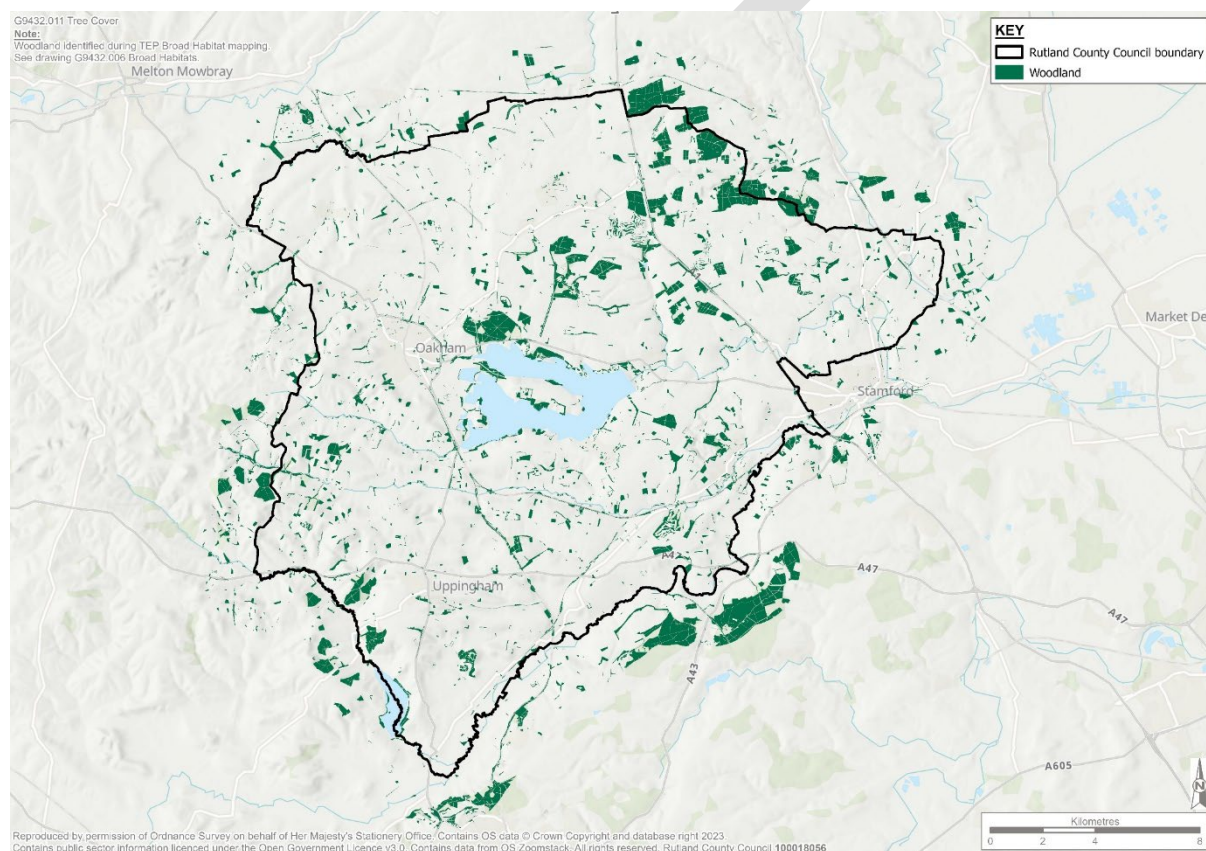 G9432.011 Tree Cover
Note:
Woodland identified during TEP Broad Habitat mapping.
See drawing G9432.006 Broad Habitats.
KEY
Rutland County Council boundary
Woodland
Melton Mowbray
Market De
Oakham
Stamford
Uppingham
A47
A47
A43
A605
N
Kilometres
0 2 4 8
Reproduced by permission of Ordnance Survey on behalf of Her Majesty's Stationery Office. Contains OS data © Crown Copyright and database right 2023
Contains public sector information licenced under the Open Government Licence v3.0. Contains data from OS Zoomstack. All rights reserved. Rutland County Council 100018056